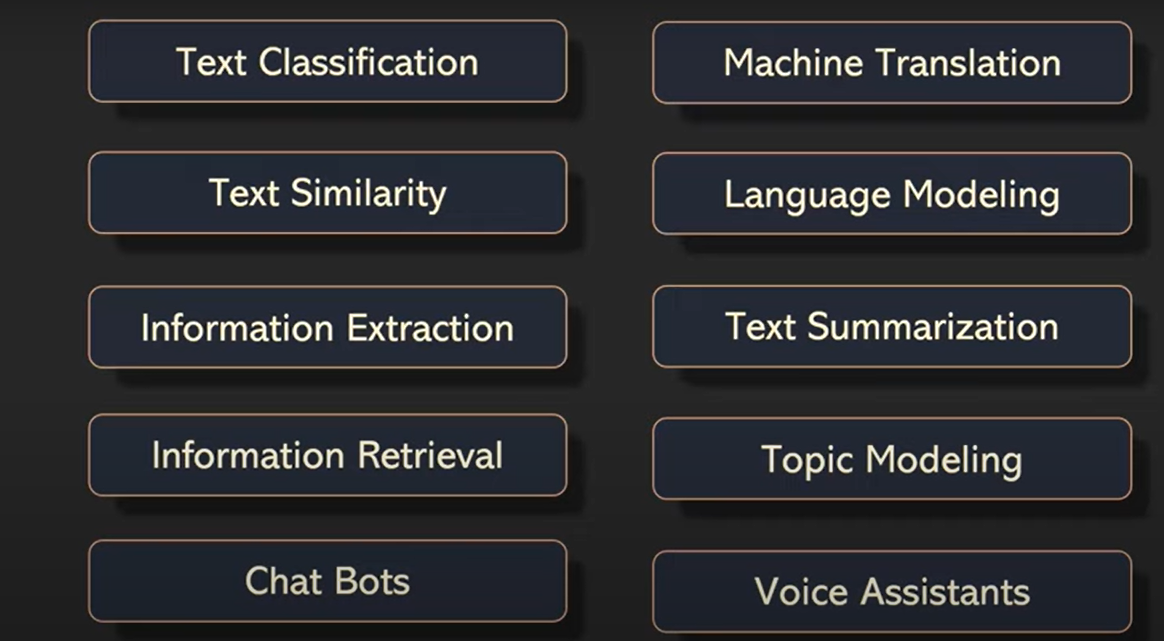 Text Classification
Machine Translation
Text Similarity
Language Modeling
Information Extraction
Text Summarization
Information Retrieval
Topic Modeling
Chat Bots
Voice Assistants